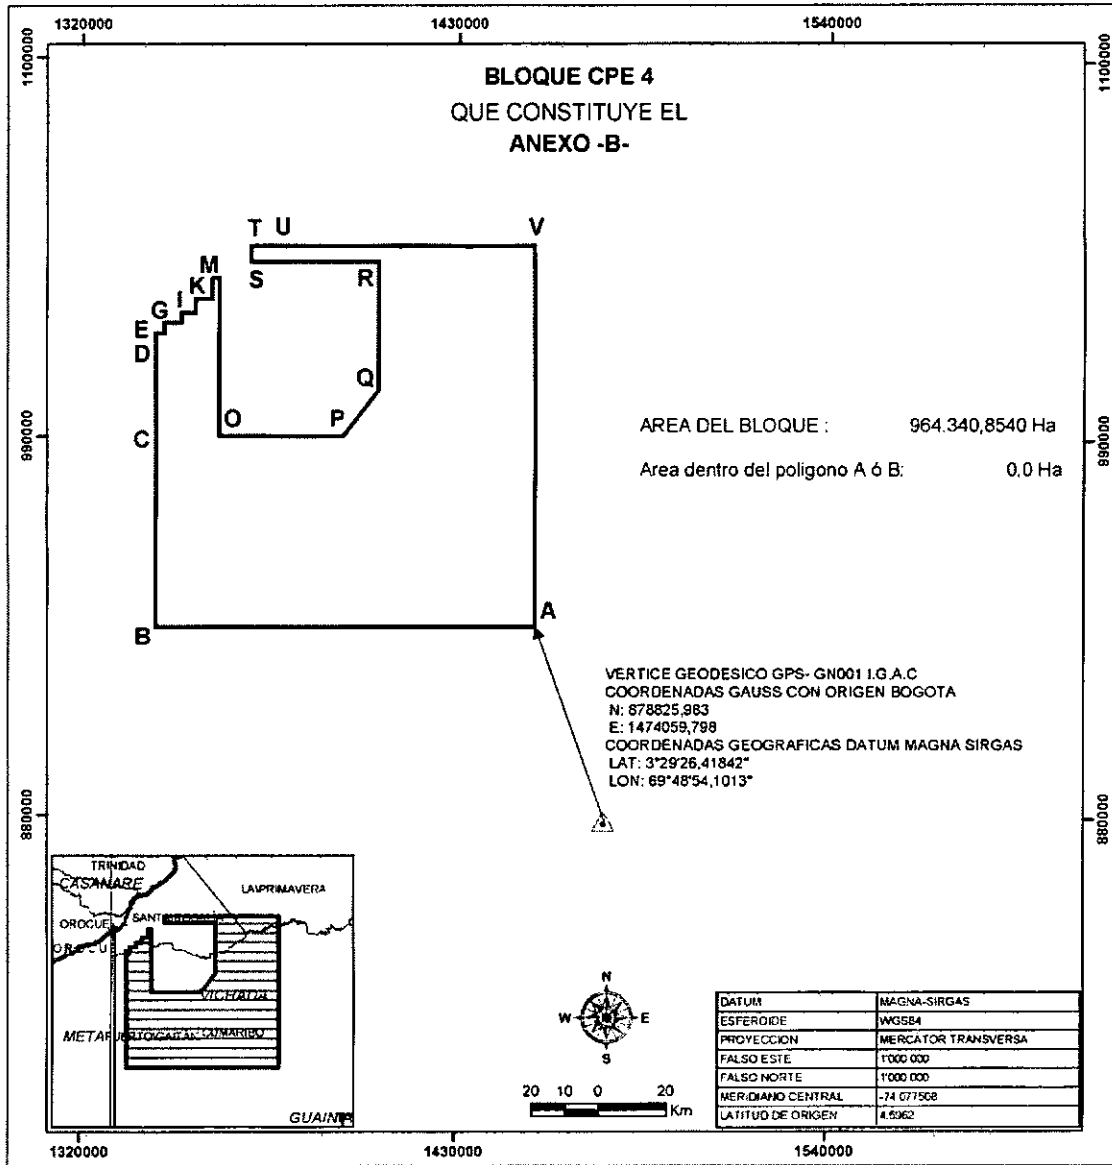 1320000 1430000 1540000
1100000 1100000
BLOQUE CPE 4
QUE CONSTITUYE EL
ANEXO -B-
T U V
M S R
K
I
G
E
D
Q
O P
C
990000 990000
AREA DEL BLOQUE : 964.340,8540 Ha
Area dentro del poligono A ó B: 0,0 Ha
A
B
VERTICE GEODESICO GPS- GN001 I.G.A.C
COORDENADAS GAUSS CON ORIGEN BOGOTA
N: 878825,983
E: 1474059,798
COORDENADAS GEOGRAFICAS DATUM MAGNA SIRGAS
LAT: 3°29'26,41842"
LON: 69°48'54,1013"
880000 880000
TRINIDAD
CASANARE
LA PRIMAVERA
OROCUE
VICHADA
META PUERTO GAITAN CUMARIBO
N
W E
S
20 10 0 20
Km
DATUM MAGNA-SIRGAS
ESFEROIDE WGS84
PROYECCION MERCATOR TRANSVERSA
FALSO ESTE 1'000 000
FALSO NORTE 1'000 000
MERIDIANO CENTRAL -74 077508
LATITUD DE ORIGEN 4.5962
1320000 1430000 1540000